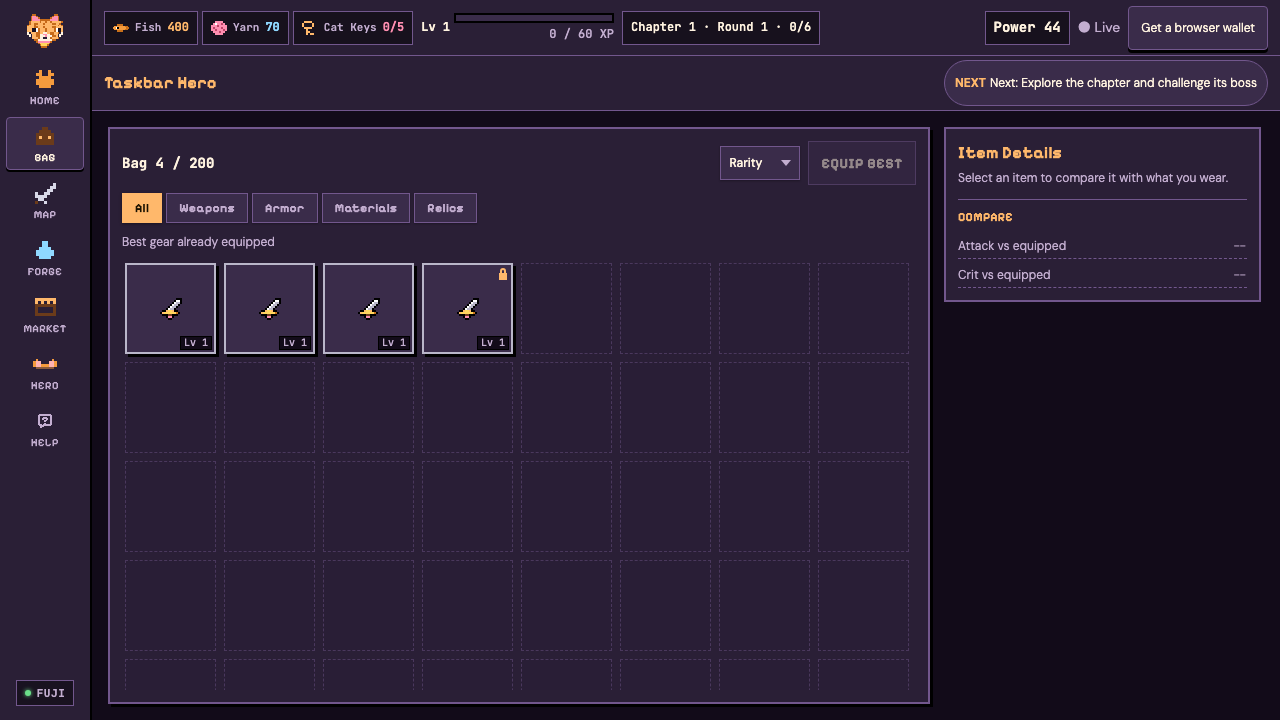 Fish 400
Yarn 70
Cat Keys 0/5
Lv 1
0 / 60 XP
Chapter 1 · Round 1 · 0/6
Power 44
Live
Get a browser wallet
HOME
BAG
MAP
FORGE
MARKET
HERO
HELP
FUJI
Taskbar Hero
NEXT Next: Explore the chapter and challenge its boss
Bag 4 / 200
Rarity
EQUIP BEST
All
Weapons
Armor
Materials
Relics
Best gear already equipped
Lv 1
Lv 1
Lv 1
Lv 1
Item Details
Select an item to compare it with what you wear.
COMPARE
Attack vs equipped --
Crit vs equipped --